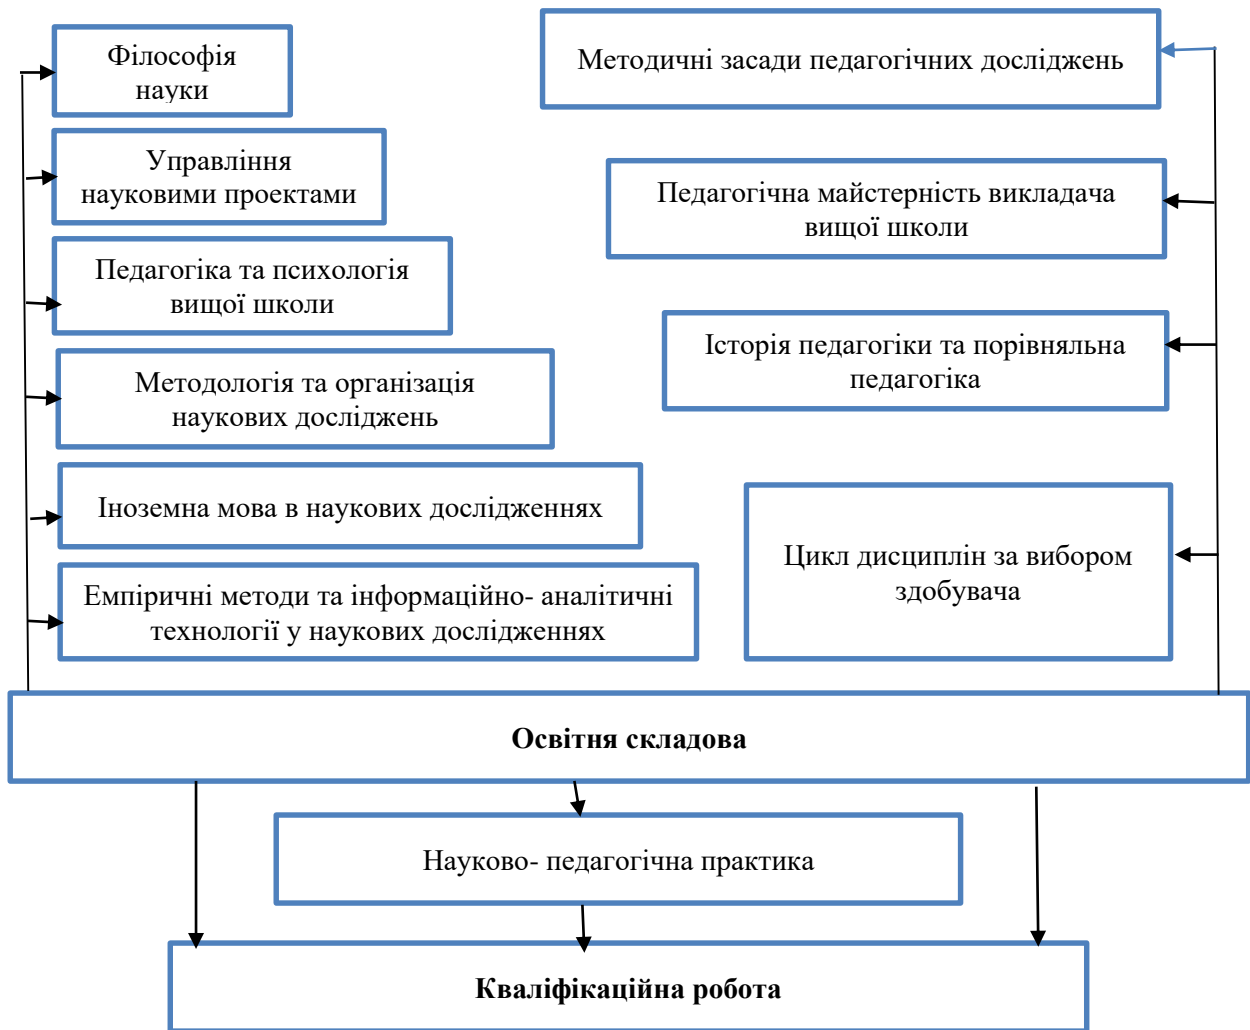 Філософія
науки
Управління
науковими проектами
Педагогіка та психологія
вищої школи
Методологія та організація
наукових досліджень
Іноземна мова в наукових дослідженнях
Емпіричні методи та інформаційно- аналітичні
технології у наукових дослідженнях
Методичні засади педагогічних досліджень
Педагогічна майстерність викладача
вищої школи
Історія педагогіки та порівняльна
педагогіка
Цикл дисциплін за вибором
здобувача
Освітня складова
Науково- педагогічна практика
Кваліфікаційна робота